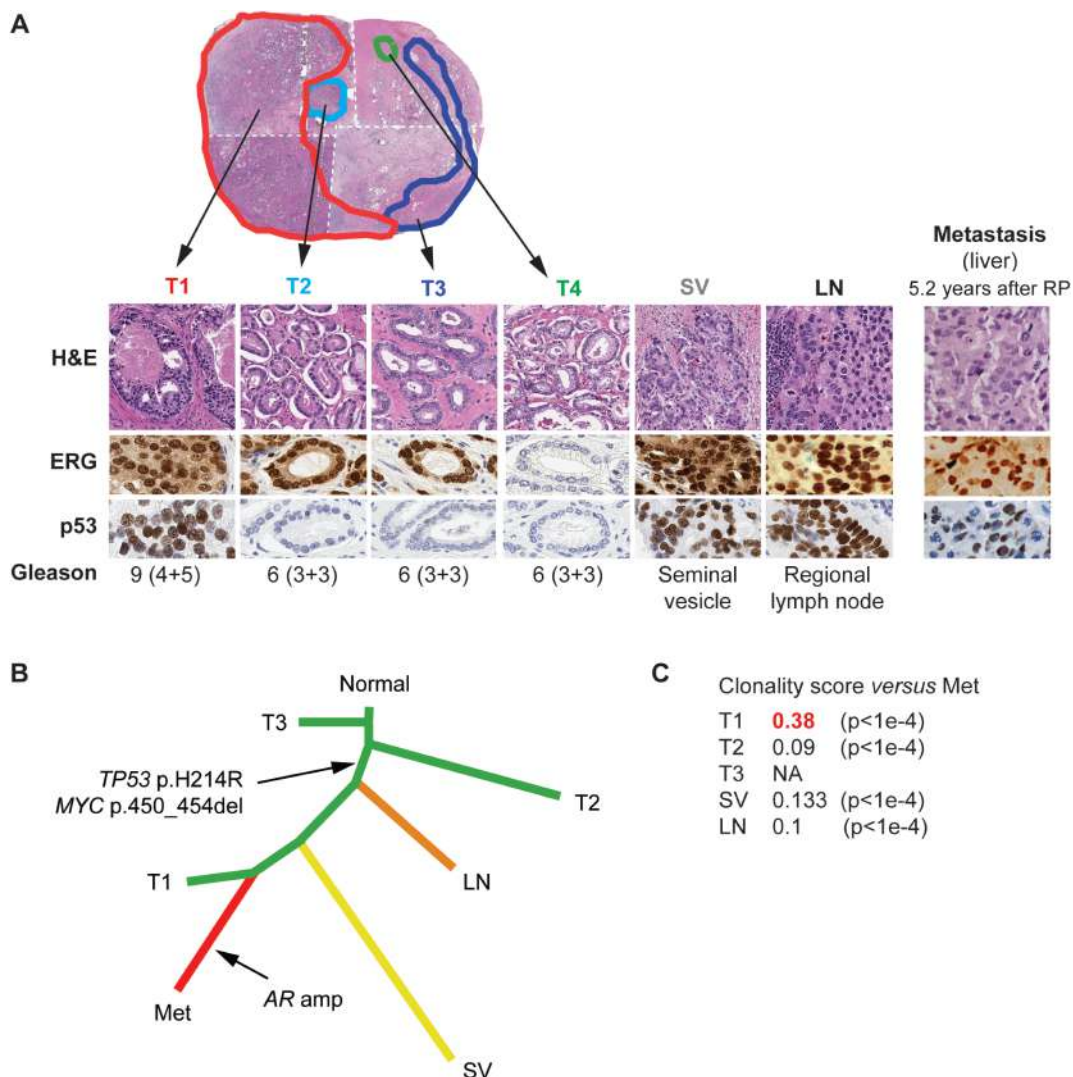 A
T1 T2 T3 T4 SV LN
Metastasis
(liver)
5.2 years after RP
H&E
ERG
p53
Gleason 9 (4+5) 6 (3+3) 6 (3+3) 6 (3+3) Seminal vesicle Regional lymph node
B
Normal
T3
TP53 p.H214R
MYC p.450_454del
T2
LN
T1
AR amp
Met
SV
C
Clonality score versus Met
T1 0.38 (p<1e-4)
T2 0.09 (p<1e-4)
T3 NA
SV 0.133 (p<1e-4)
LN 0.1 (p<1e-4)